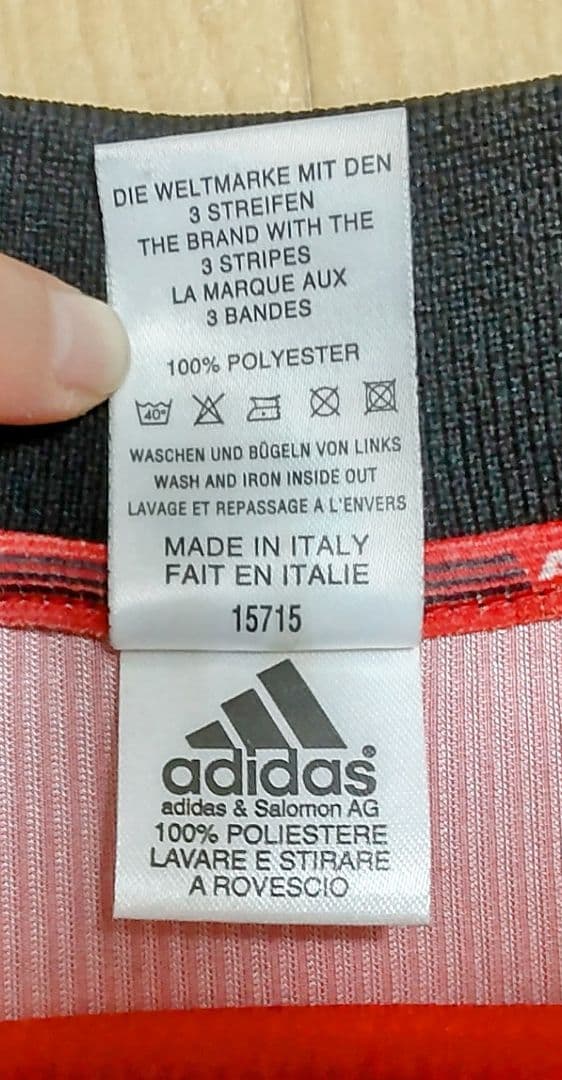 DIE WELTMARKE MIT DEN
3 STREIFEN
THE BRAND WITH THE
3 STRIPES
LA MARQUE AUX
3 BANDES
100% POLYESTER
40°
WASCHEN UND BÜGELN VON LINKS
WASH AND IRON INSIDE OUT
LAVAGE ET REPASSAGE A L'ENVERS
MADE IN ITALY
FAIT EN ITALIE
15715
adidas®
adidas & Salomon AG
100% POLIESTERE
LAVARE E STIRARE
A ROVESCIO